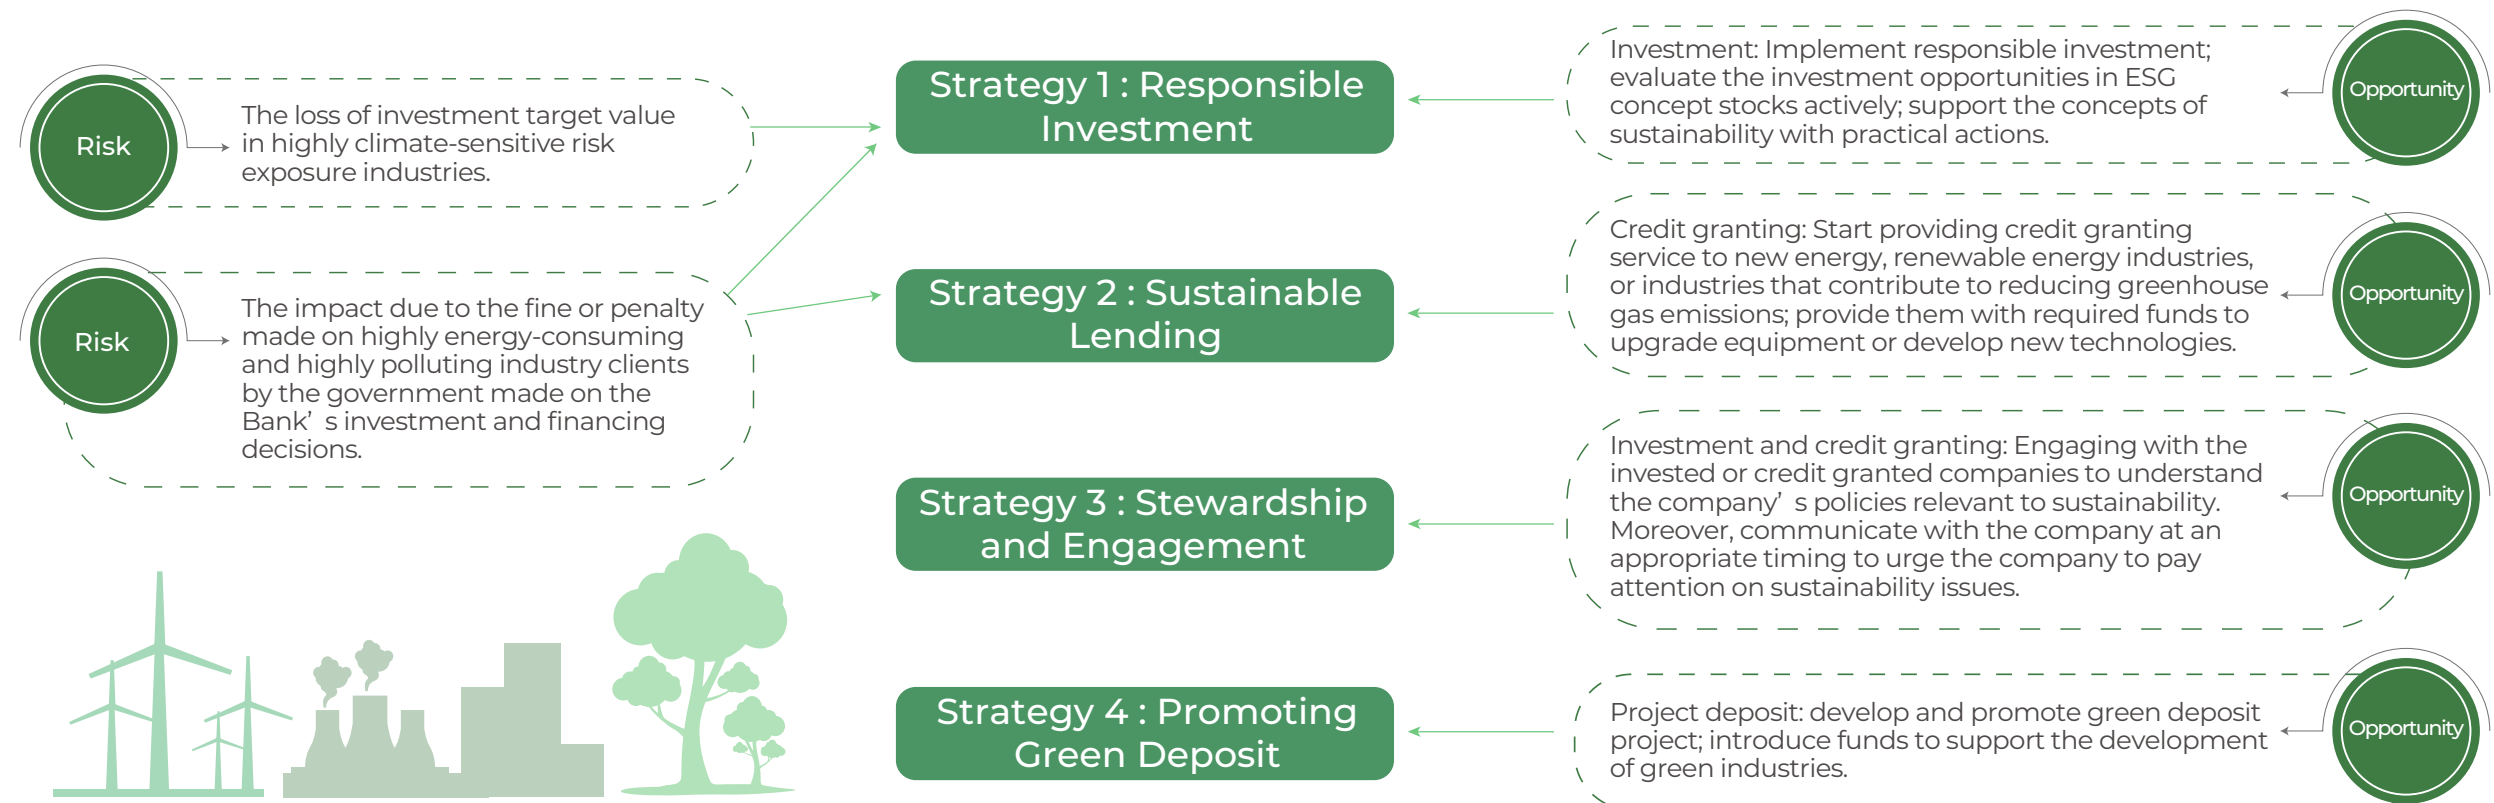 Risk
The loss of investment target value
in highly climate-sensitive risk
exposure industries.
Risk
The impact due to the fine or penalty
made on highly energy-consuming
and highly polluting industry clients
by the government made on the
Bank’ s investment and financing
decisions.
Strategy 1 : Responsible
Investment
Strategy 2 : Sustainable
Lending
Strategy 3 : Stewardship
and Engagement
Strategy 4 : Promoting
Green Deposit
Investment: Implement responsible investment;
evaluate the investment opportunities in ESG
concept stocks actively; support the concepts of
sustainability with practical actions.
Opportunity
Credit granting: Start providing credit granting
service to new energy, renewable energy industries,
or industries that contribute to reducing greenhouse
gas emissions; provide them with required funds to
upgrade equipment or develop new technologies.
Opportunity
Investment and credit granting: Engaging with the
invested or credit granted companies to understand
the company’ s policies relevant to sustainability.
Moreover, communicate with the company at an
appropriate timing to urge the company to pay
attention on sustainability issues.
Opportunity
Project deposit: develop and promote green deposit
project; introduce funds to support the development
of green industries.
Opportunity